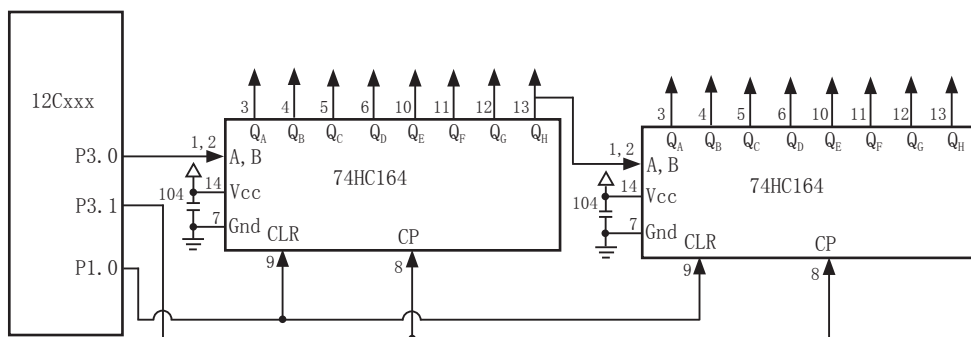 12Cxxx
P3.0
P3.1
P1.0
3 4 5 6 10 11 12 13
QA QB QC QD QE QF QG QH
1,2 A,B
74HC164
14 Vcc
104
7 Gnd
CLR CP
9 8
3 4 5 6 10 11 12 13
QA QB QC QD QE QF QG QH
1,2 A,B
74HC164
14 Vcc
104
7 Gnd
CLR CP
9 8